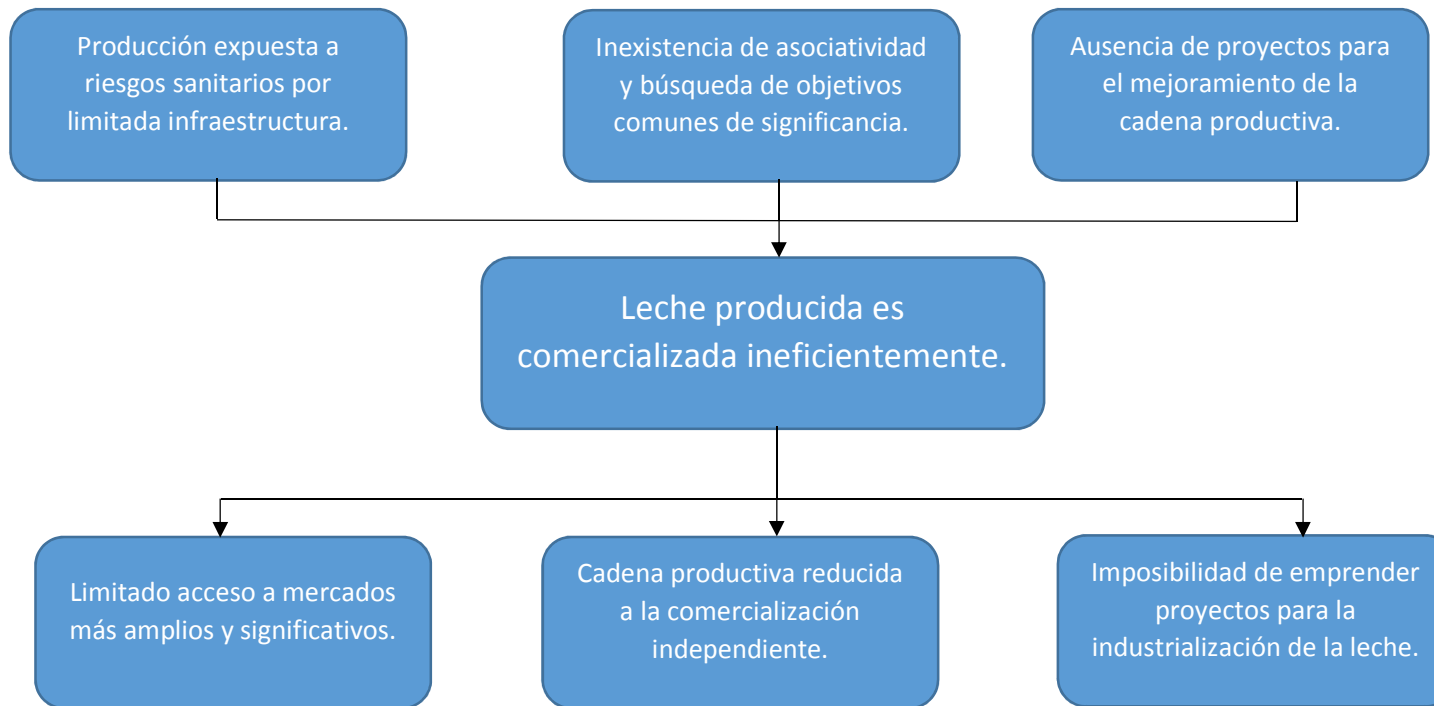 Producción expuesta a
riesgos sanitarios por
limitada infraestructura.
Inexistencia de asociatividad
y búsqueda de objetivos
comunes de significancia.
Ausencia de proyectos para
el mejoramiento de la
cadena productiva.
Leche producida es
comercializada ineficientemente.
Limitado acceso a mercados
más amplios y significativos.
Cadena productiva reducida
a la comercialización
independiente.
Imposibilidad de emprender
proyectos para la
industrialización de la leche.